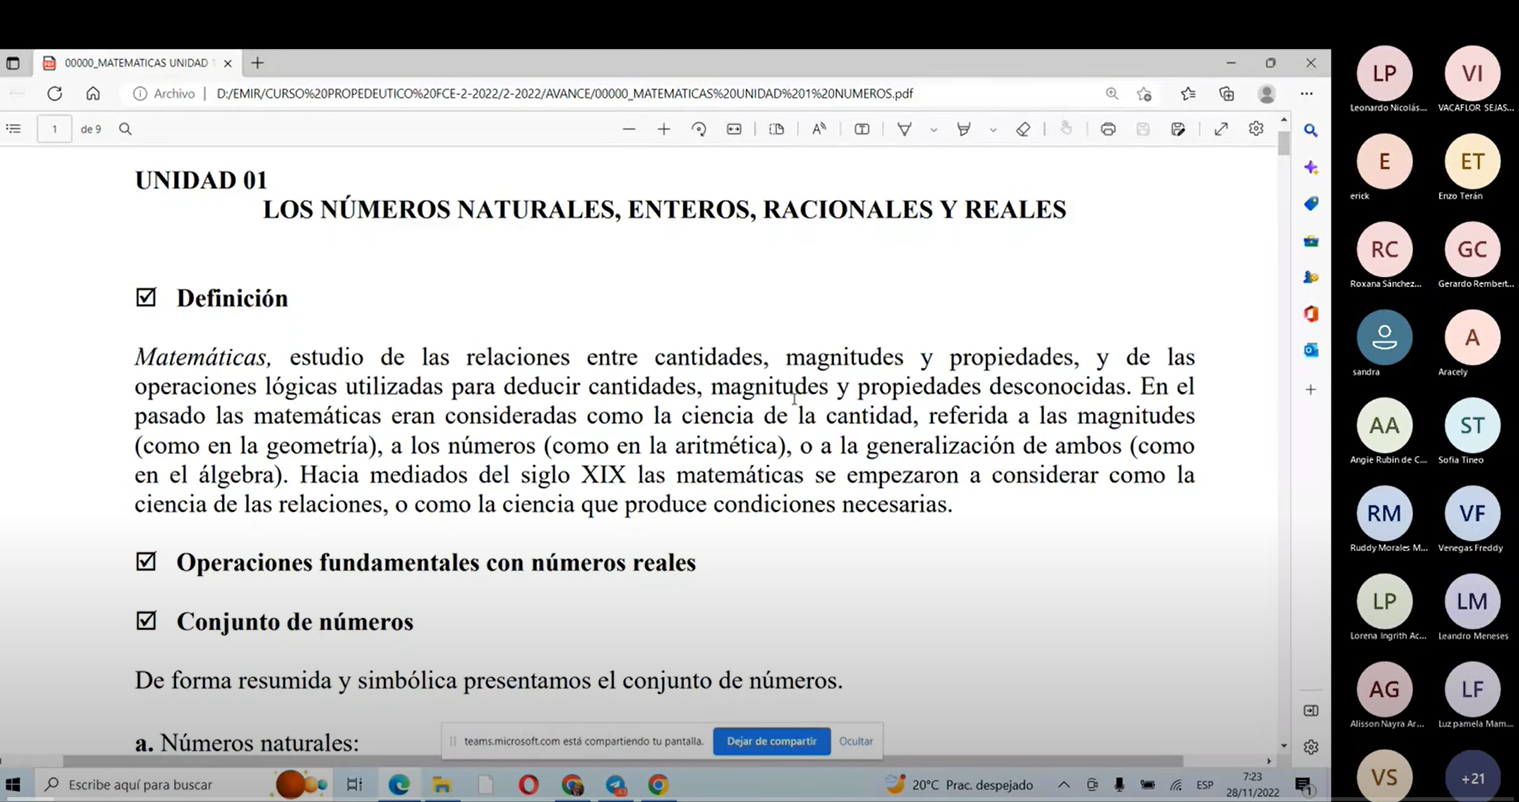 00000_MATEMATICAS UNIDAD
Archivo
D:/EMIR/CURSO%20PROPEDEUTICO%20FCE-2-2022/2-2022/AVANCE/00000_MATEMATICAS%20UNIDAD%201%20NUMEROS.pdf
1 de 9
UNIDAD 01
LOS NÚMEROS NATURALES, ENTEROS, RACIONALES Y REALES
Definición
Matemáticas, estudio de las relaciones entre cantidades, magnitudes y propiedades, y de las
operaciones lógicas utilizadas para deducir cantidades, magnitudes y propiedades desconocidas. En el
pasado las matemáticas eran consideradas como la ciencia de la cantidad, referida a las magnitudes
(como en la geometría), a los números (como en la aritmética), o a la generalización de ambos (como
en el álgebra). Hacia mediados del siglo XIX las matemáticas se empezaron a considerar como la
ciencia de las relaciones, o como la ciencia que produce condiciones necesarias.
Operaciones fundamentales con números reales
Conjunto de números
De forma resumida y simbólica presentamos el conjunto de números.
a. Números naturales:
teams.microsoft.com está compartiendo tu pantalla.
Dejar de compartir
Ocultar
Escribe aquí para buscar
20°C Prac. despejado
ESP
7:23
28/11/2022
LP
Leonardo Nicolás...
VI
VACAFLOR SEJAS...
E
erick
ET
Enzo Terán
RC
Roxana Sánchez...
GC
Gerardo Rembert...
sandra
A
Aracely
AA
Angie Rubin de C...
ST
Sofia Tineo
RM
Ruddy Morales M...
VF
Venegas Freddy
LP
Lorena Ingrith Ac...
LM
Leandro Meneses
AG
Alisson Nayra Ar...
LF
Luz pamela Mam...
VS
+21